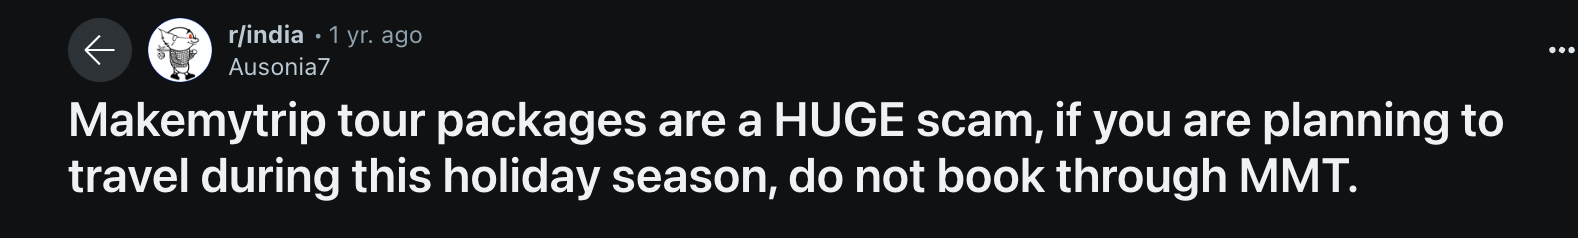 r/india • 1 yr. ago
Ausonia7
Makemytrip tour packages are a HUGE scam, if you are planning to
travel during this holiday season, do not book through MMT.